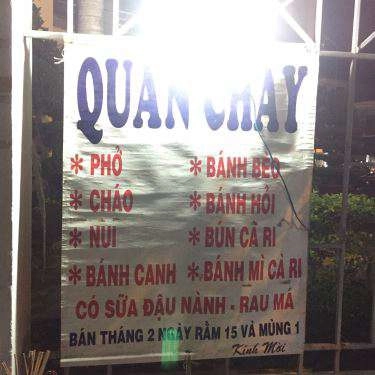 QUÁN CHAY
* PHỞ * BÁNH BÈO
* CHÁO * BÁNH HỎI
* NUI * BÚN CÀ RI
* BÁNH CANH * BÁNH MÌ CÀ RI
CÓ SỮA ĐẬU NÀNH - RAU MÁ
BÁN THÁNG 2 NGÀY RẰM 15 VÀ MÙNG 1
Kính Mời